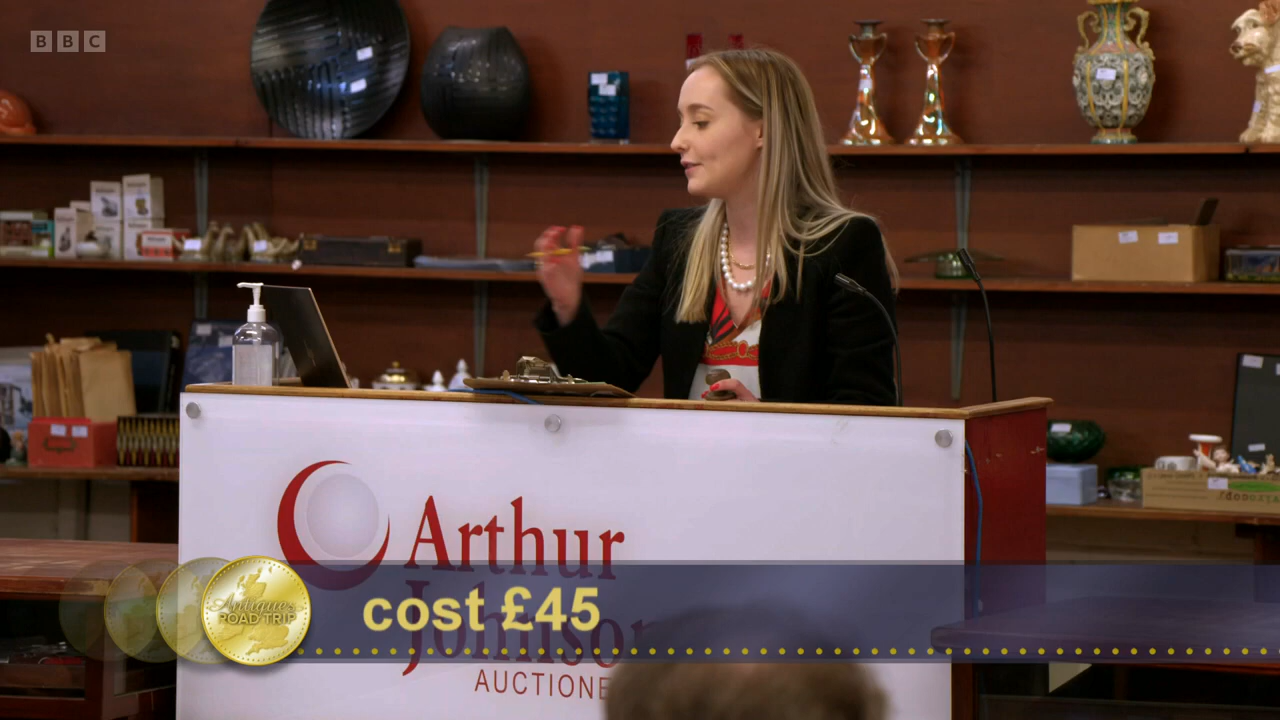 BBC
Arthur
Johnson
AUCTIONE
Antiques
ROAD TRIP
cost £45